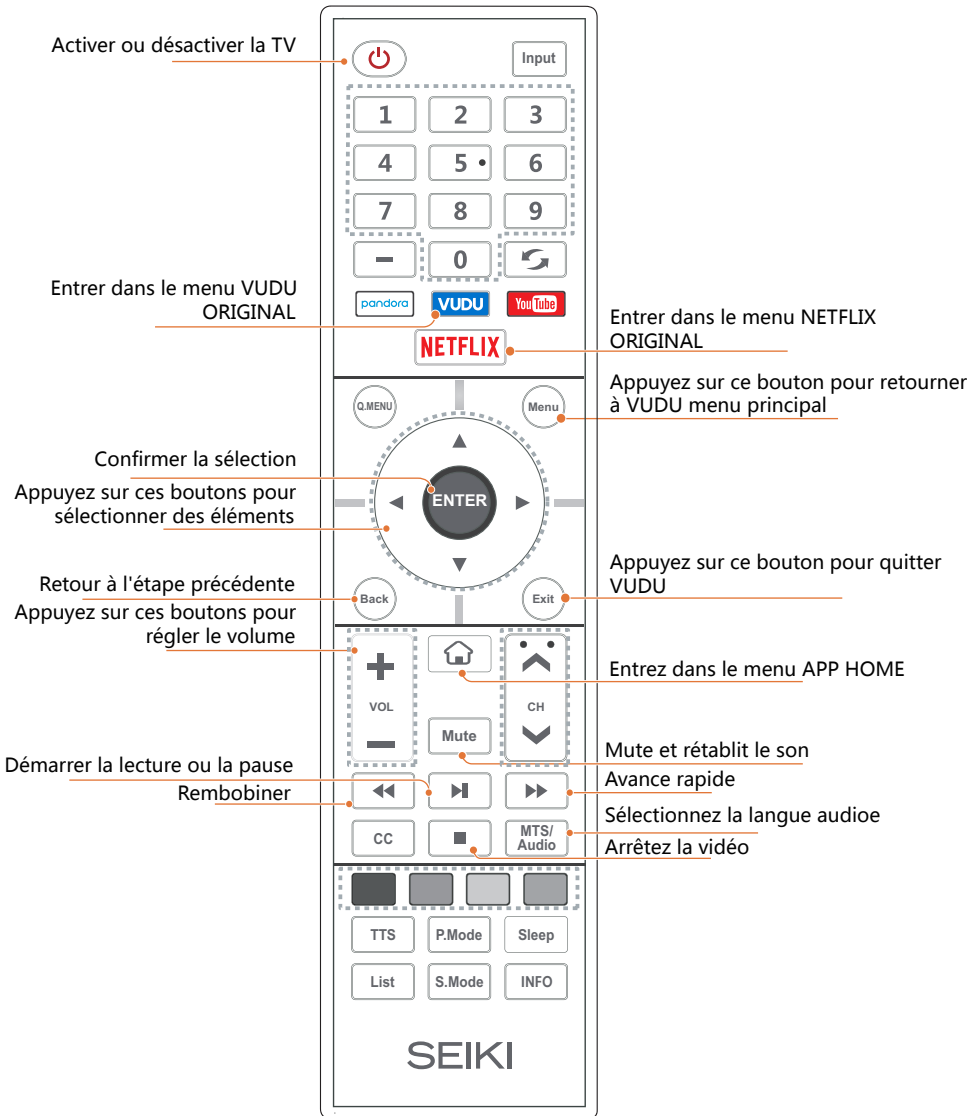 Activer ou désactiver la TV
Input
1 2 3
4 5 6
7 8 9
– 0
pandora VUDU YouTube
NETFLIX
Entrer dans le menu VUDU
ORIGINAL
Entrer dans le menu NETFLIX
ORIGINAL
Q.MENU
Menu
Appuyez sur ce bouton pour retourner
à VUDU menu principal
Confirmer la sélection
ENTER
Appuyez sur ces boutons pour
sélectionner des éléments
Retour à l'étape précédente
Back
Exit
Appuyez sur ce bouton pour quitter
VUDU
Appuyez sur ces boutons pour
régler le volume
+
VOL
–
CH
Entrez dans le menu APP HOME
Mute
Mute et rétablit le son
Démarrer la lecture ou la pause
Rembobiner
Avance rapide
Sélectionnez la langue audioe
CC
MTS/
Audio
Arrêtez la vidéo
TTS P.Mode Sleep
List S.Mode INFO
SEIKI